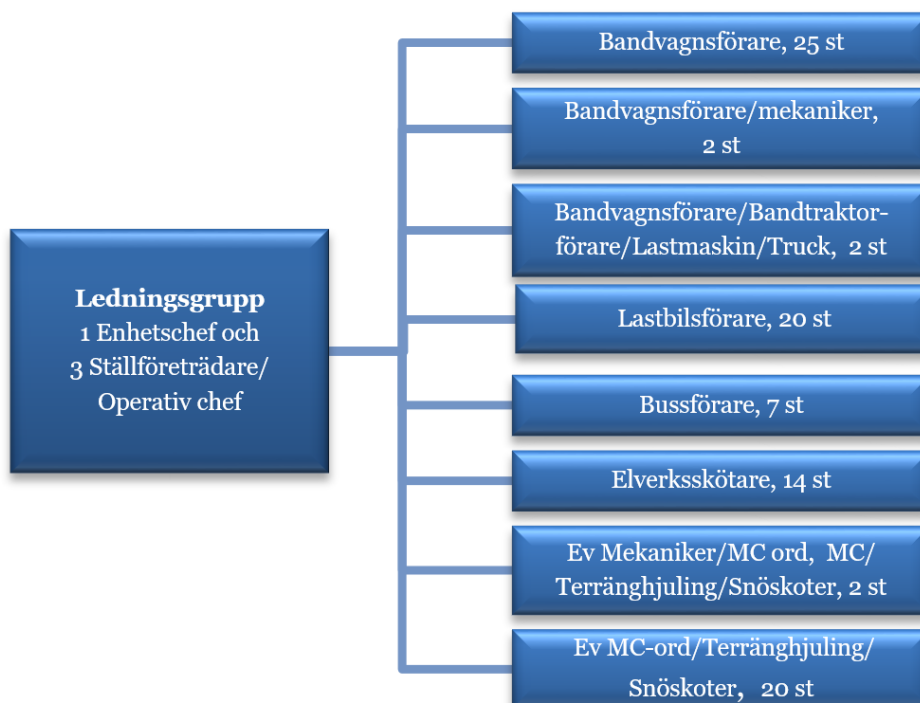 Ledningsgrupp
1 Enhetschef och
3 Ställföreträdare/
Operativ chef
Bandvagnsförare, 25 st
Bandvagnsförare/mekaniker,
2 st
Bandvagnsförare/Bandtraktor-
förare/Lastmaskin/Truck, 2 st
Lastbilsförare, 20 st
Bussförare, 7 st
Elverksskötare, 14 st
Ev Mekaniker/MC ord, MC/
Terränghjuling/Snöskoter, 2 st
Ev MC-ord/Terränghjuling/
Snöskoter, 20 st